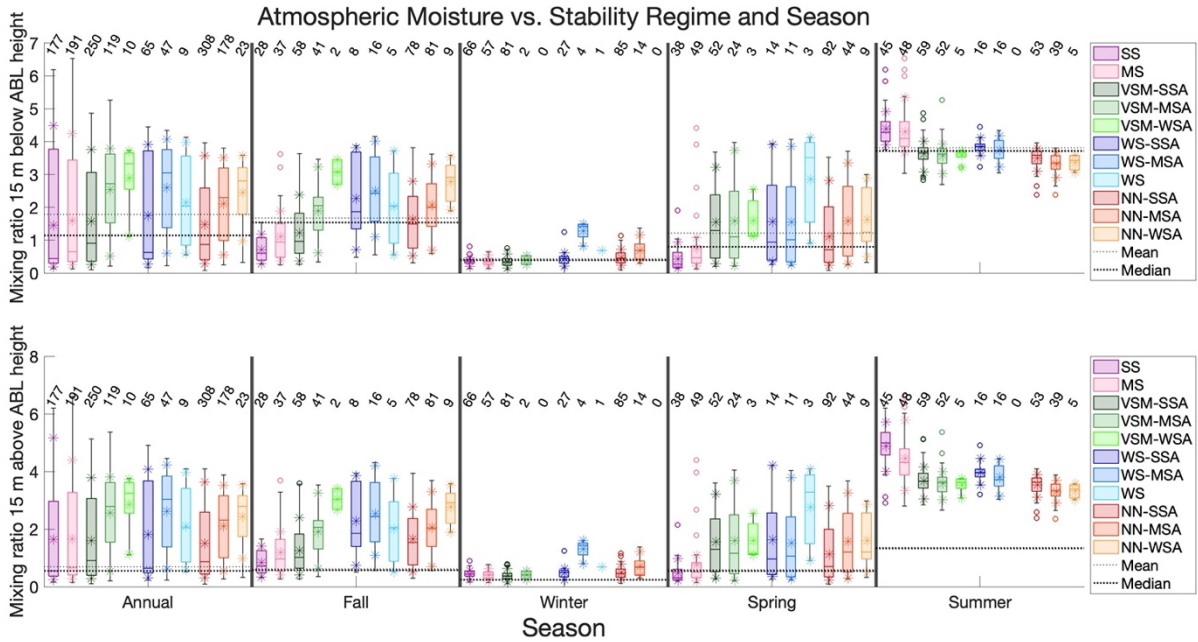 Atmospheric Moisture vs. Stability Regime and Season
Mixing ratio 15 m below ABL height
7
6
5
4
3
2
1
0
177 191 250 119 10 65 47 9 308 178 23
28 37 58 41 2 8 16 5 78 81 9
66 57 81 2 0 27 4 1 85 14 0
38 49 52 24 3 14 11 3 92 44 9
45 48 59 52 5 16 16 0 53 39 5
SS
MS
VSM-SSA
VSM-MSA
VSM-WSA
WS-SSA
WS-MSA
WS
NN-SSA
NN-MSA
NN-WSA
Mean
Median
Mixing ratio 15 m above ABL height
8
6
4
2
0
177 191 250 119 10 65 47 9 308 178 23
28 37 58 41 2 8 16 5 78 81 9
66 57 81 2 0 27 4 1 85 14 0
38 49 52 24 3 14 11 3 92 44 9
45 48 59 52 5 16 16 0 53 39 5
SS
MS
VSM-SSA
VSM-MSA
VSM-WSA
WS-SSA
WS-MSA
WS
NN-SSA
NN-MSA
NN-WSA
Mean
Median
Annual Fall Winter Spring Summer
Season